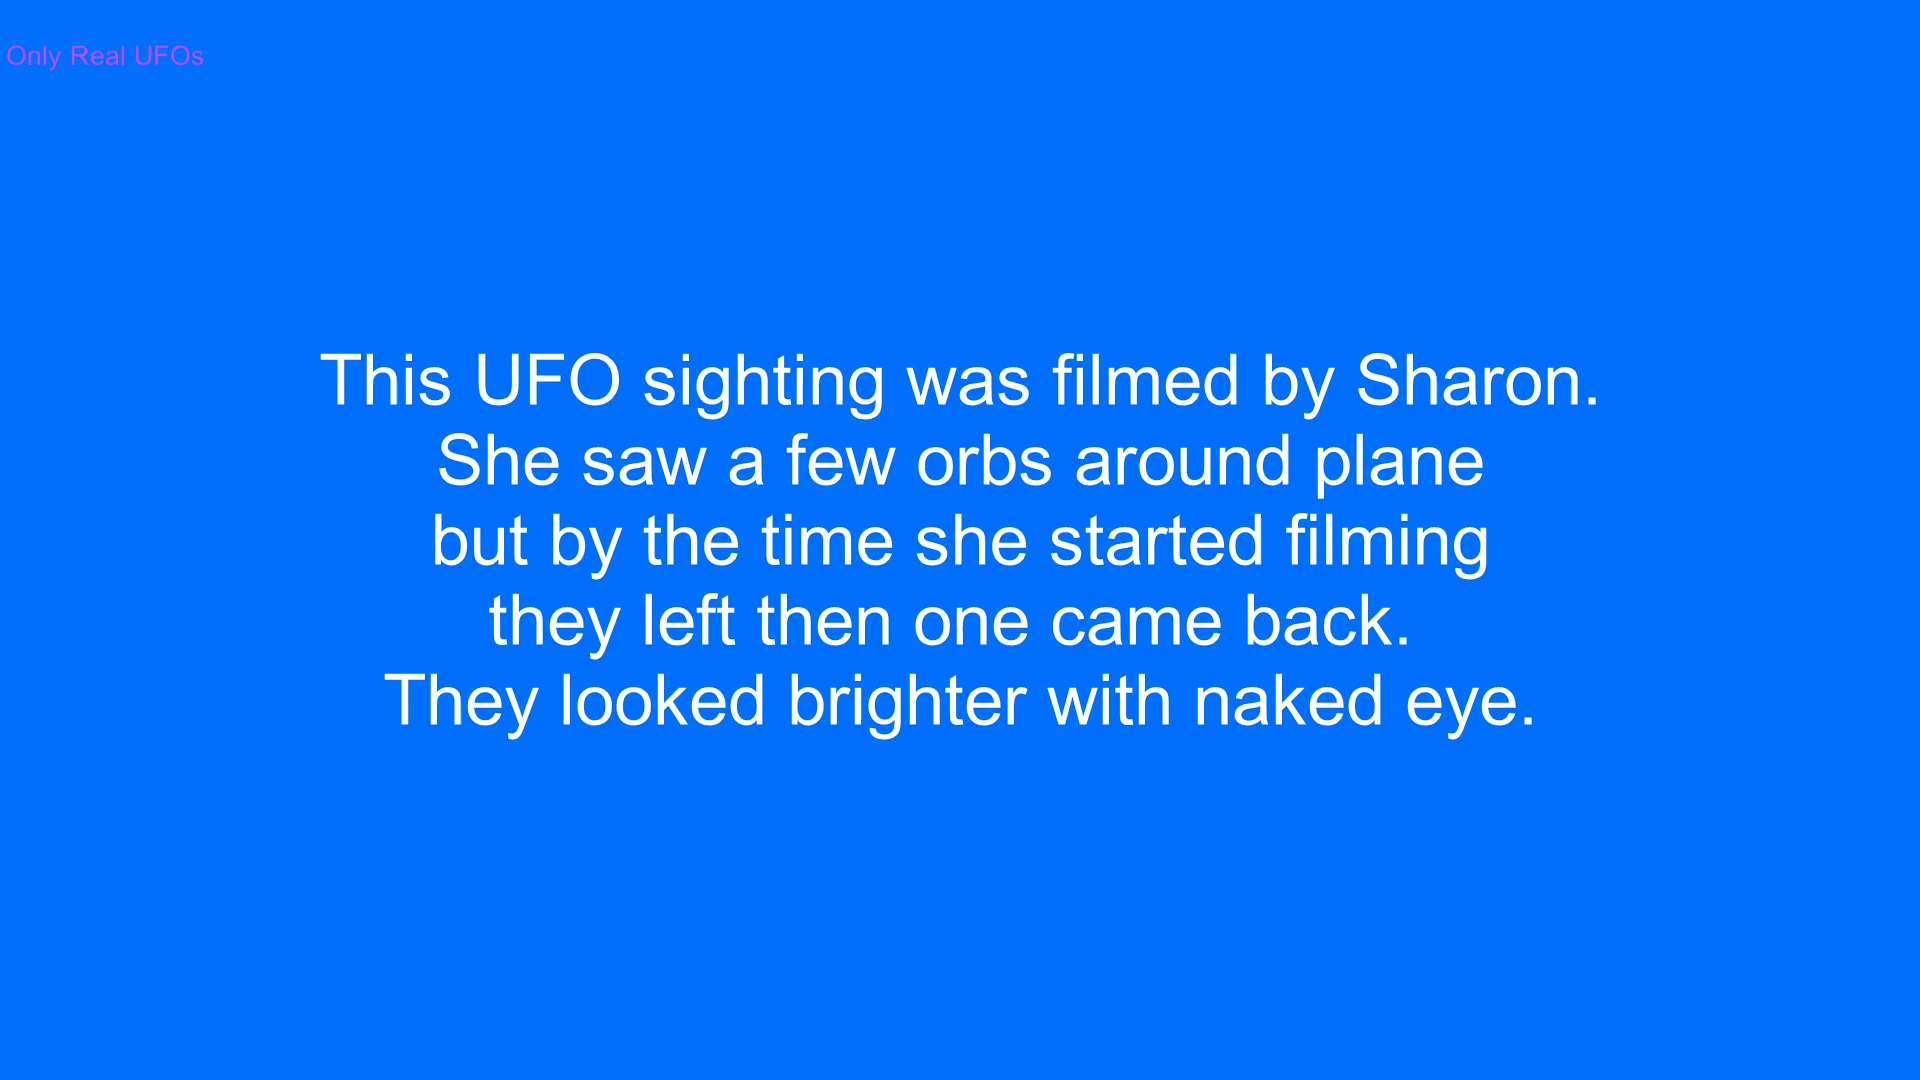 Only Real UFOs
This UFO sighting was filmed by Sharon.
She saw a few orbs around plane
but by the time she started filming
they left then one came back.
They looked brighter with naked eye.